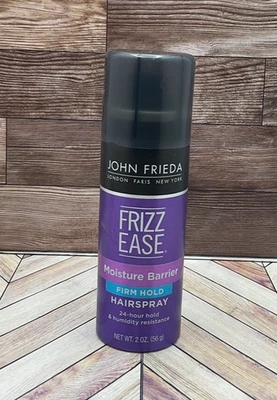 JOHN FRIEDA
LONDON PARIS NEW YORK
FRIZZ
EASE®
Moisture Barrier
FIRM HOLD
HAIRSPRAY
24-hour hold
& humidity resistance
NET WT. 2 OZ. (56g)